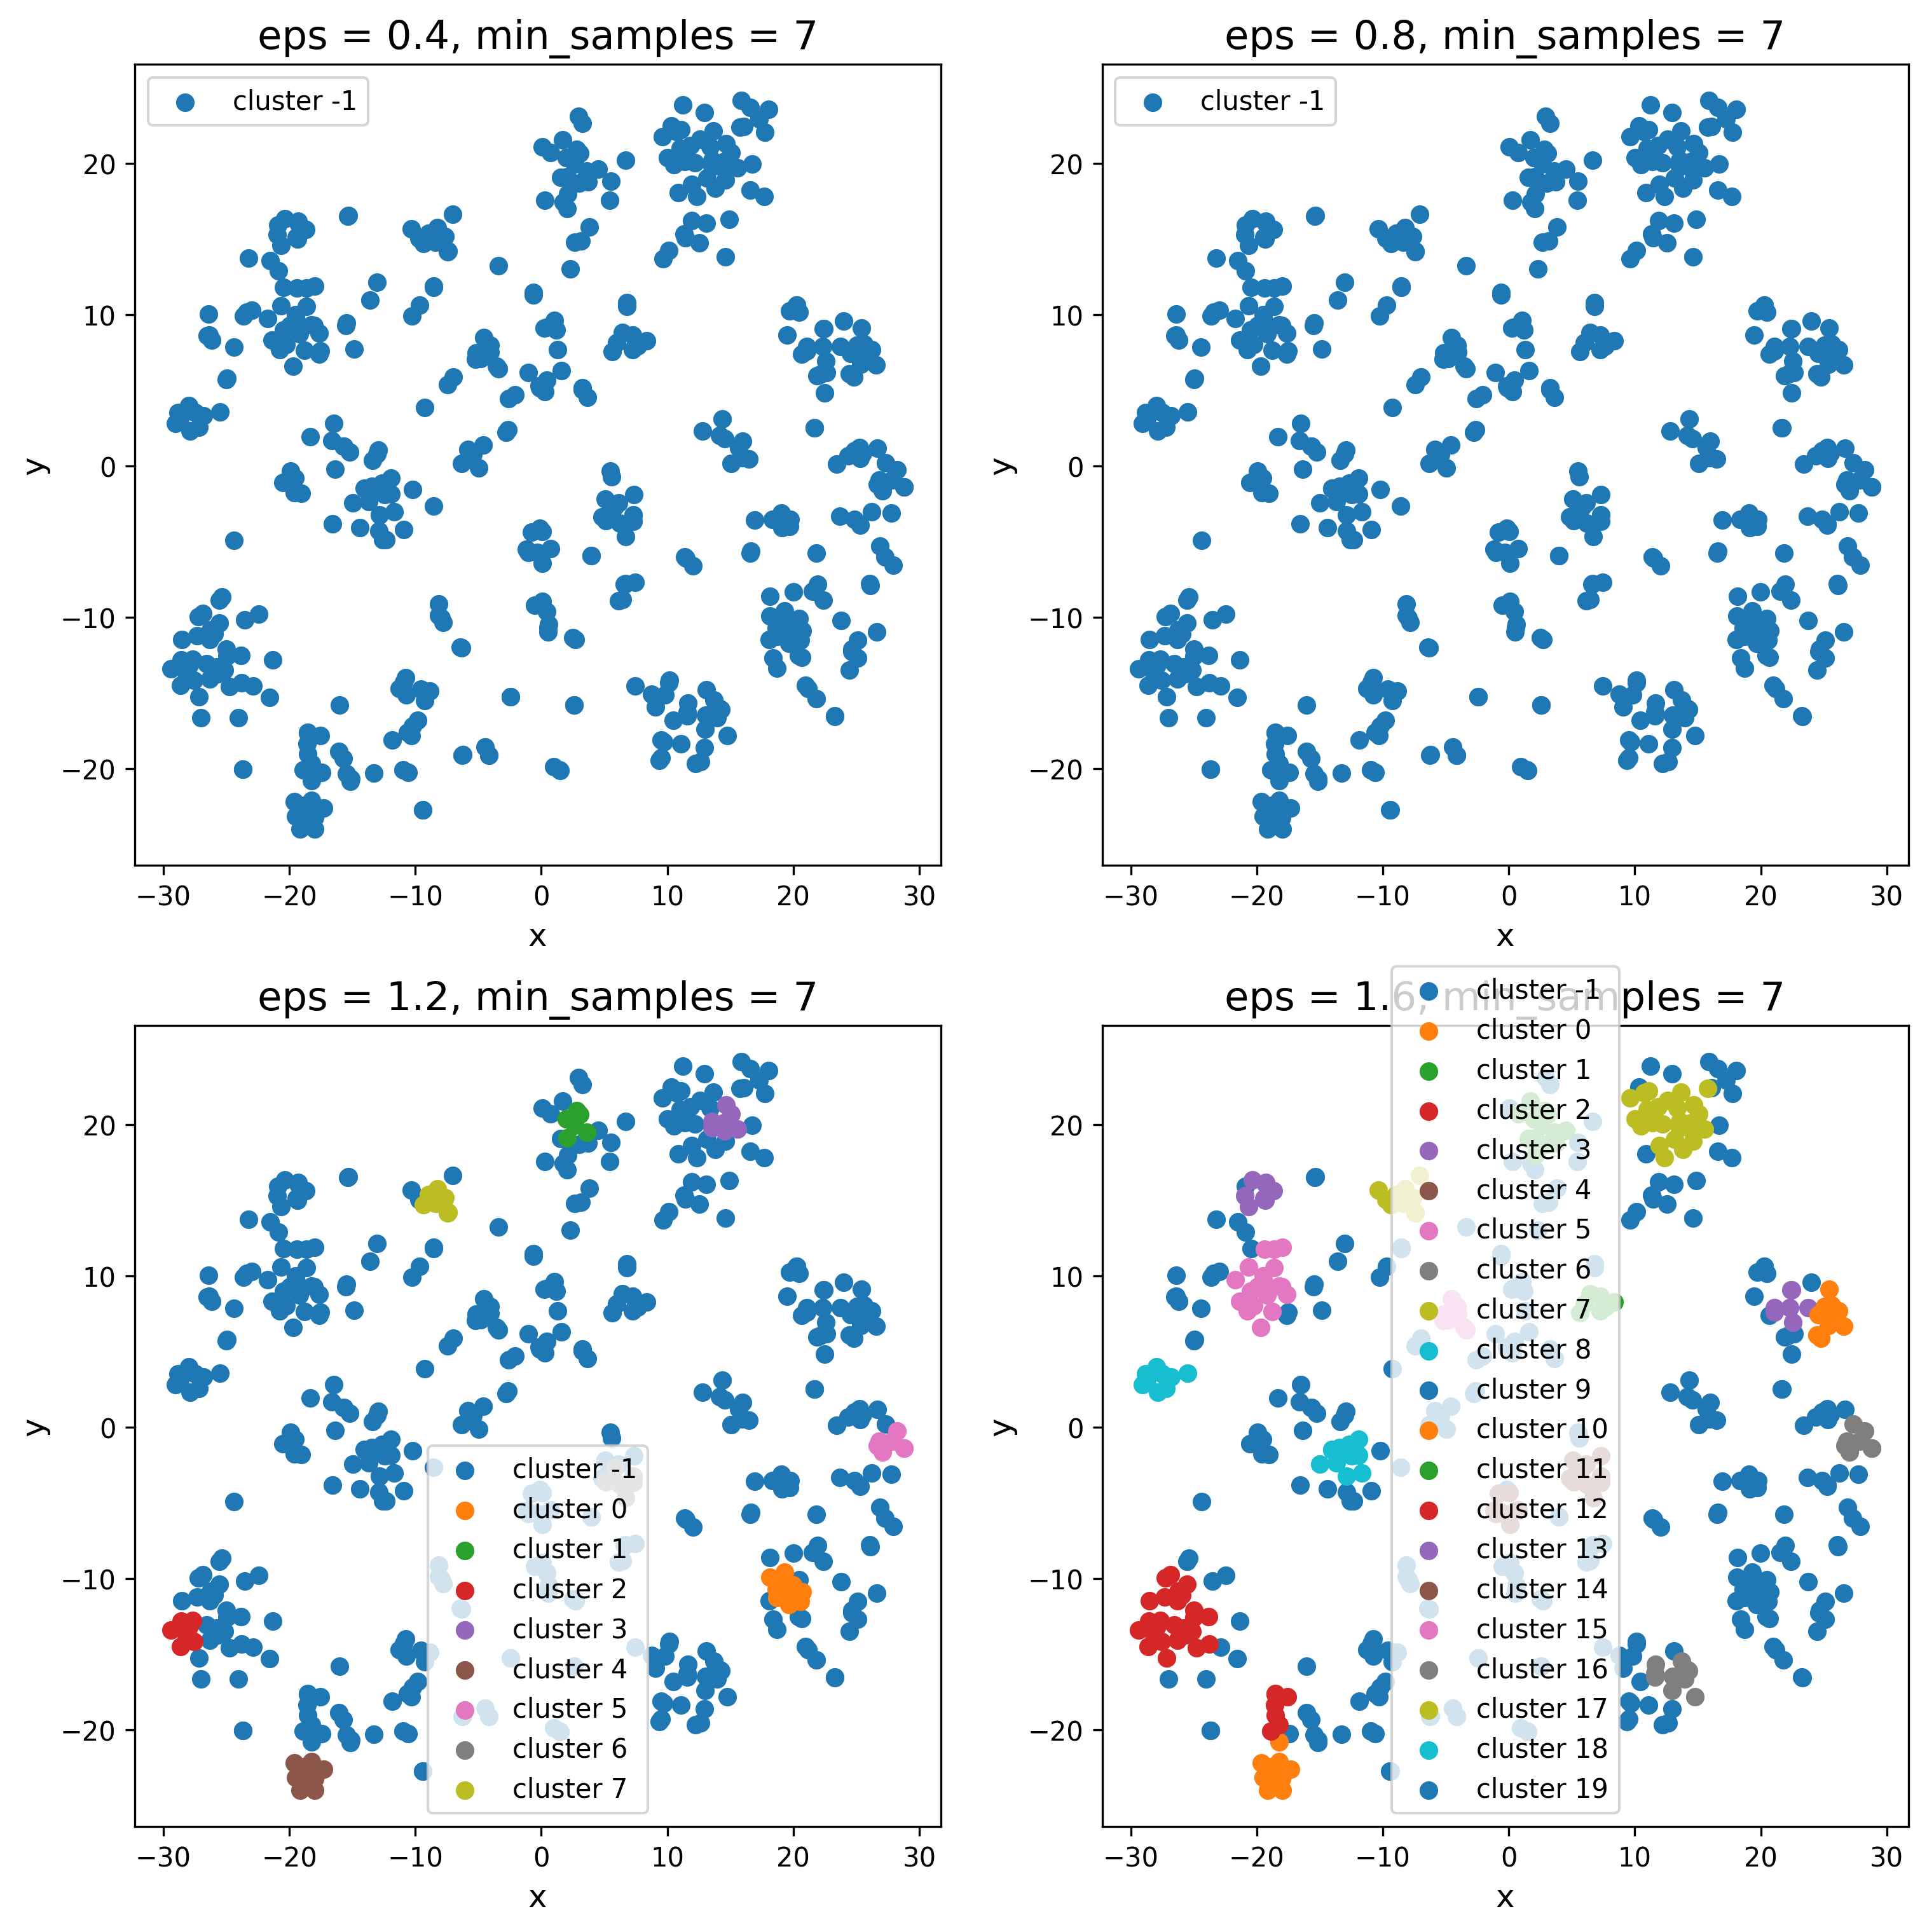 eps = 0.4, min_samples = 7
cluster -1
20
10
0
−10
−20
y
−30 −20 −10 0 10 20 30
x
eps = 0.8, min_samples = 7
cluster -1
20
10
0
−10
−20
y
−30 −20 −10 0 10 20 30
x
eps = 1.2, min_samples = 7
20
10
0
−10
−20
y
cluster -1
cluster 0
cluster 1
cluster 2
cluster 3
cluster 4
cluster 5
cluster 6
cluster 7
−30 −20 −10 0 10 20 30
x
eps = 1.6, min_samples = 7
cluster -1
cluster 0
cluster 1
cluster 2
cluster 3
cluster 4
cluster 5
cluster 6
cluster 7
cluster 8
cluster 9
cluster 10
cluster 11
cluster 12
cluster 13
cluster 14
cluster 15
cluster 16
cluster 17
cluster 18
cluster 19
20
10
0
−10
−20
y
−30 −20 −10 0 10 20 30
x